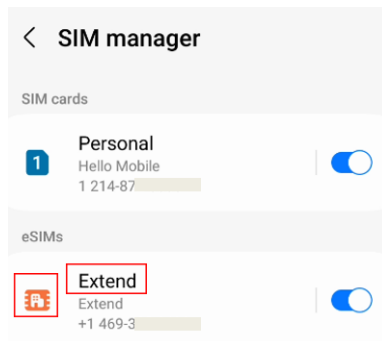 SIM manager
SIM cards
1
Personal
Hello Mobile
1 214-87
eSIMs
Extend
Extend
+1 469-3